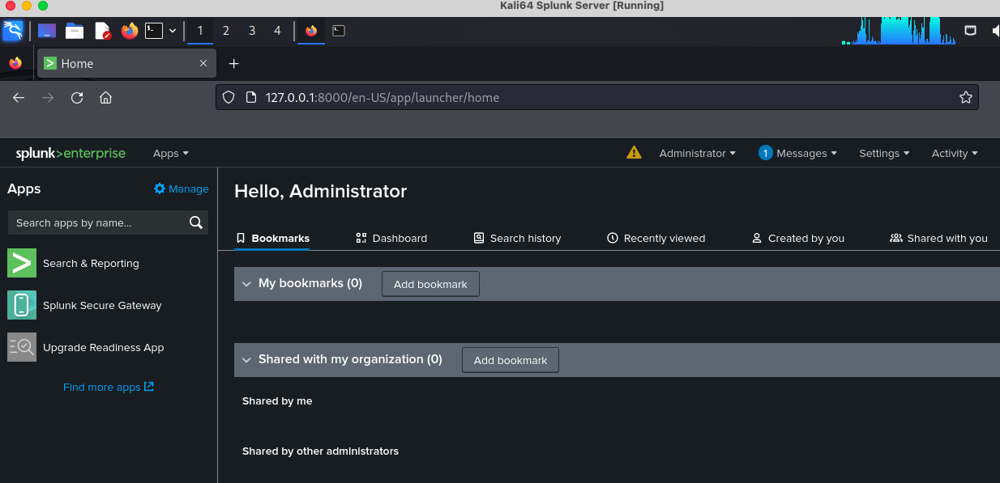 Kali64 Splunk Server [Running]
1 2 3 4
Home
127.0.0.1:8000/en-US/app/launcher/home
splunk>enterprise Apps Administrator 1 Messages Settings Activity
Apps Manage
Hello, Administrator
Search apps by name...
Bookmarks Dashboard Search history Recently viewed Created by you Shared with you
Search & Reporting
My bookmarks (0) Add bookmark
Splunk Secure Gateway
Upgrade Readiness App
Shared with my organization (0) Add bookmark
Find more apps
Shared by me
Shared by other administrators